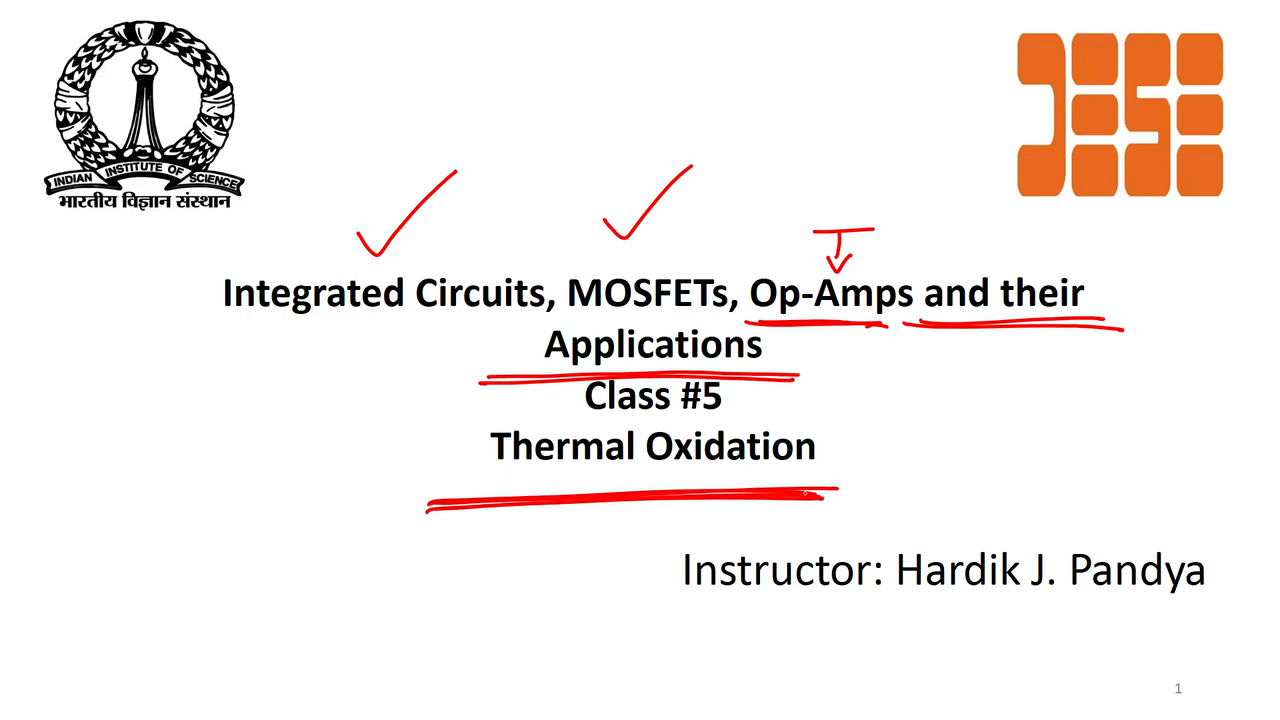 INDIAN INSTITUTE OF SCIENCE
भारतीय विज्ञान संस्थान
DESE
Integrated Circuits, MOSFETs, Op-Amps and their
Applications
Class #5
Thermal Oxidation
Instructor: Hardik J. Pandya
1